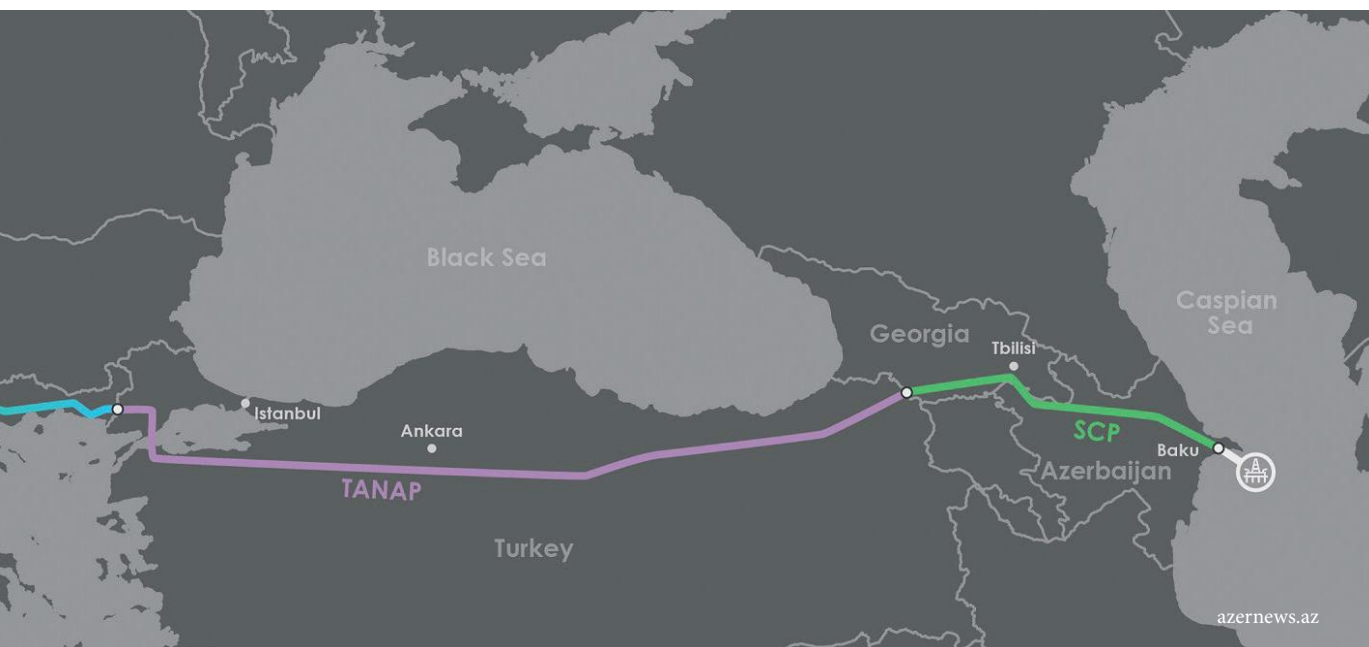 Black Sea
Caspian
Sea
Georgia
Tbilisi
Istanbul
Ankara
SCP
Baku
Azerbaijan
TANAP
Turkey
azernews.az